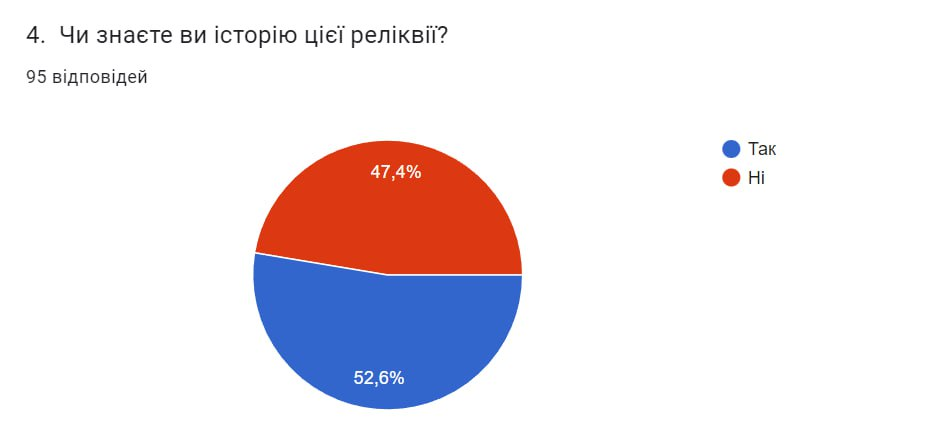 4. Чи знаєте ви історію цієї реліквії?
95 відповідей
47,4%
52,6%
Так
Ні